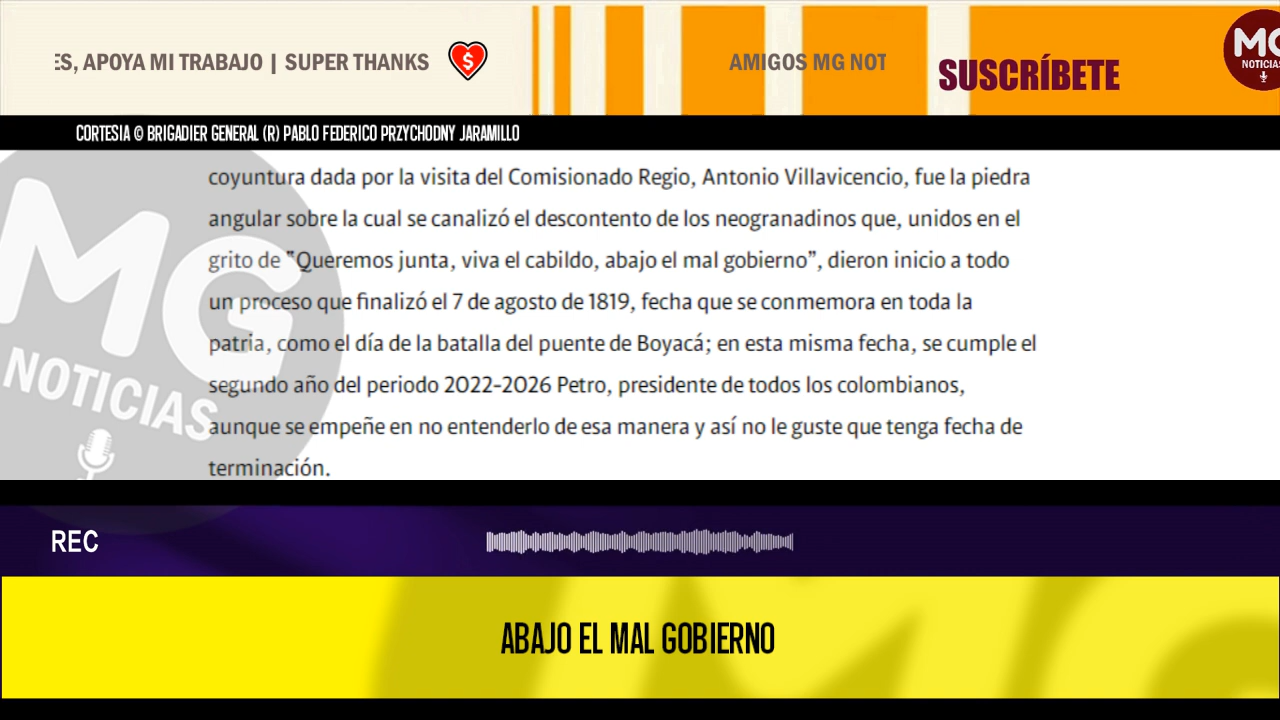 ES, APOYA MI TRABAJO | SUPER THANKS
AMIGOS MG NOT
SUSCRÍBETE
MG
NOTICIAS
CORTESIA © BRIGADIER GENERAL (R) PABLO FEDERICO PRZYCHODNY JARAMILLO
coyuntura dada por la visita del Comisionado Regio, Antonio Villavicencio, fue la piedra
angular sobre la cual se canalizó el descontento de los neogranadinos que, unidos en el
grito de "Queremos junta, viva el cabildo, abajo el mal gobierno”, dieron inicio a todo
un proceso que finalizó el 7 de agosto de 1819, fecha que se conmemora en toda la
patria, como el día de la batalla del puente de Boyacá; en esta misma fecha, se cumple el
segundo año del periodo 2022-2026 Petro, presidente de todos los colombianos,
aunque se empeñe en no entenderlo de esa manera y así no le guste que tenga fecha de
terminación.
MG
NOTICIAS
REC
ABAJO EL MAL GOBIERNO